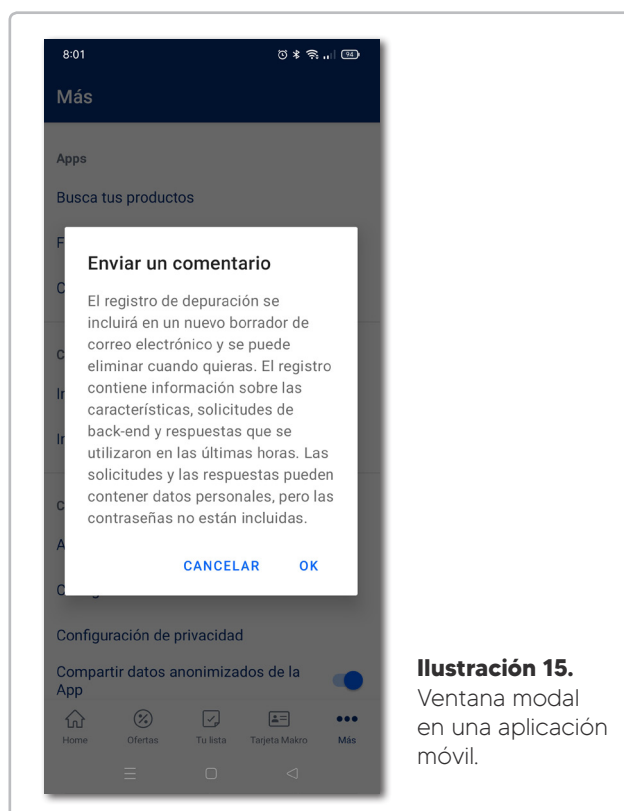 8:01
94
Más
Apps
Busca tus productos
F
Enviar un comentario
C
El registro de depuración se
incluirá en un nuevo borrador de
correo electrónico y se puede
eliminar cuando quieras. El registro
C
contiene información sobre las
Ir
características, solicitudes de
back-end y respuestas que se
Ir
utilizaron en las últimas horas. Las
solicitudes y las respuestas pueden
contener datos personales, pero las
C
contraseñas no están incluidas.
A
CANCELAR OK
C
Configuración de privacidad
Compartir datos anonimizados de la
App
Home Ofertas Tu lista Tarjeta Makro Más
Ilustración 15.
Ventana modal
en una aplicación
móvil.